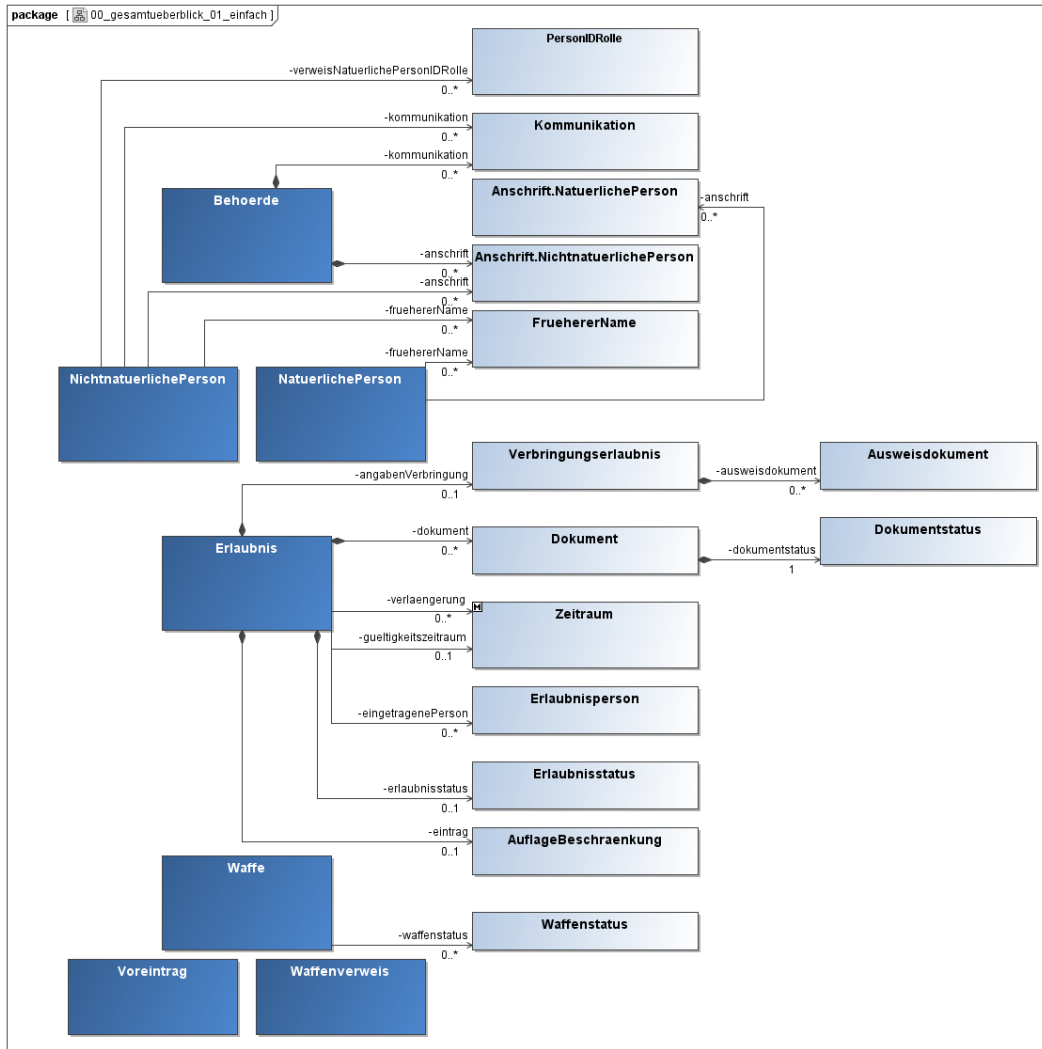 package [ 00_gesamtueberblick_01_einfach ]
PersonIDRolle
-verweisNatuerlichePersonIDRolle
0..*
-kommunikation
0..*
Kommunikation
-kommunikation
0..*
Behoerde
Anschrift.NatuerlichePerson
-anschrift
0..*
-anschrift
0..*
Anschrift.NichtnatuerlichePerson
-anschrift
0..*
-fruehererName
0..*
FruehererName
-fruehererName
0..*
NichtnatuerlichePerson
NatuerlichePerson
Verbringungserlaubnis
-angabenVerbringung
0..1
-ausweisdokument
0..*
Ausweisdokument
Erlaubnis
-dokument
0..*
Dokument
-dokumentstatus
1
Dokumentstatus
-verlaengerung
0..*
M
Zeitraum
-gueltigkeitszeitraum
0..1
Erlaubnisperson
-eingetragenePerson
0..*
Erlaubnisstatus
-erlaubnisstatus
0..1
-eintrag
0..1
AuflageBeschraenkung
Waffe
-waffenstatus
0..*
Waffenstatus
Voreintrag
Waffenverweis